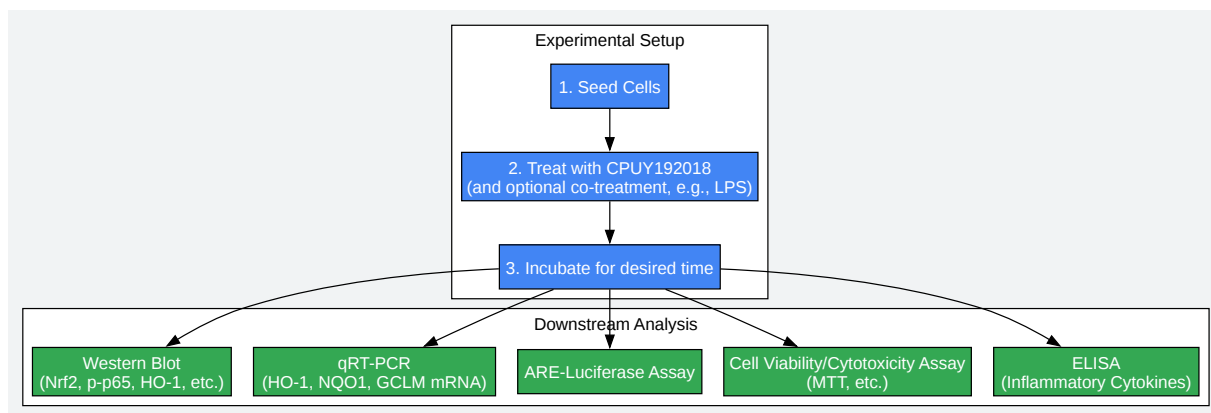 Experimental Setup
1. Seed Cells
2. Treat with CPUY192018
(and optional co-treatment, e.g., LPS)
3. Incubate for desired time
Downstream Analysis
Western Blot
(Nrf2, p-p65, HO-1, etc.)
qRT-PCR
(HO-1, NQO1, GCLM mRNA)
ARE-Luciferase Assay
Cell Viability/Cytotoxicity Assay
(MTT, etc.)
ELISA
(Inflammatory Cytokines)